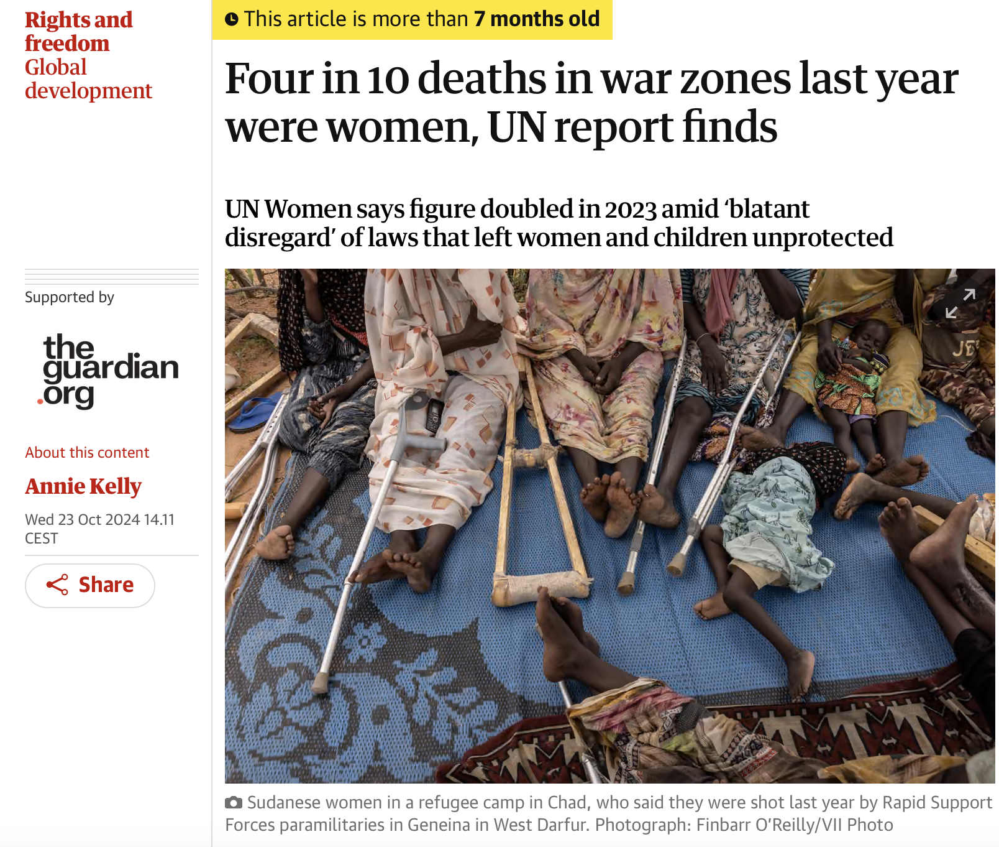 Rights and
freedom
Global
development
This article is more than 7 months old
Four in 10 deaths in war zones last year
were women, UN report finds
UN Women says figure doubled in 2023 amid ‘blatant
disregard’ of laws that left women and children unprotected
Supported by
the
guardian
.org
About this content
Annie Kelly
Wed 23 Oct 2024 14.11
CEST
Share
Sudanese women in a refugee camp in Chad, who said they were shot last year by Rapid Support
Forces paramilitaries in Geneina in West Darfur. Photograph: Finbarr O’Reilly/VII Photo